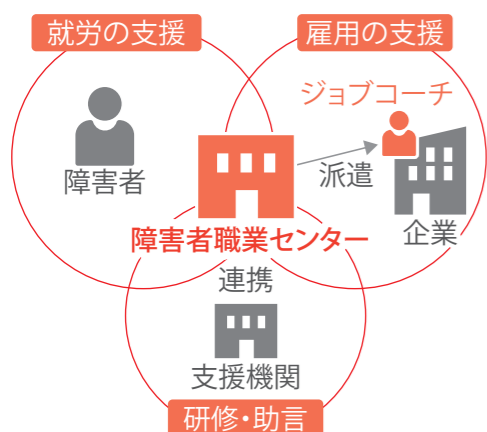 就労の支援
雇用の支援
ジョブコーチ
障害者
派遣
企業
障害者職業センター
連携
支援機関
研修・助言